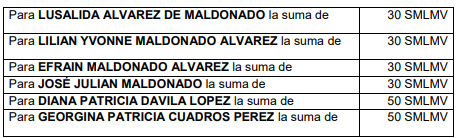 Para LUSALIDA ALVAREZ DE MALDONADO la suma de 30 SMLMV
Para LILIAN YVONNE MALDONADO ALVAREZ la suma de 30 SMLMV
Para EFRAIN MALDONADO ALVAREZ la suma de 30 SMLMV
Para JOSÉ JULIAN MALDONADO la suma de 30 SMLMV
Para DIANA PATRICIA DAVILA LOPEZ la suma de 50 SMLMV
Para GEORGINA PATRICIA CUADROS PEREZ la suma de 50 SMLMV